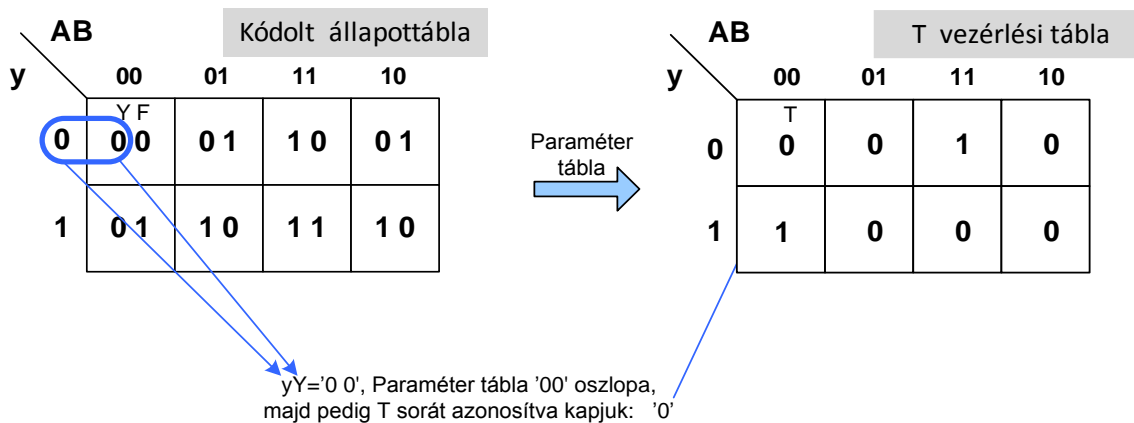 AB
Kódolt állapottábla
y
00 01 11 10
Y F
0 0 0 0 1 1 0 0 1
1 0 1 1 0 1 1 1 0
Paraméter
tábla
AB
T vezérlési tábla
y
00 01 11 10
T
0 0 0 1 0
1 1 0 0 0
yY='0 0', Paraméter tábla '00' oszlopa,
majd pedig T sorát azonosítva kapjuk: '0'